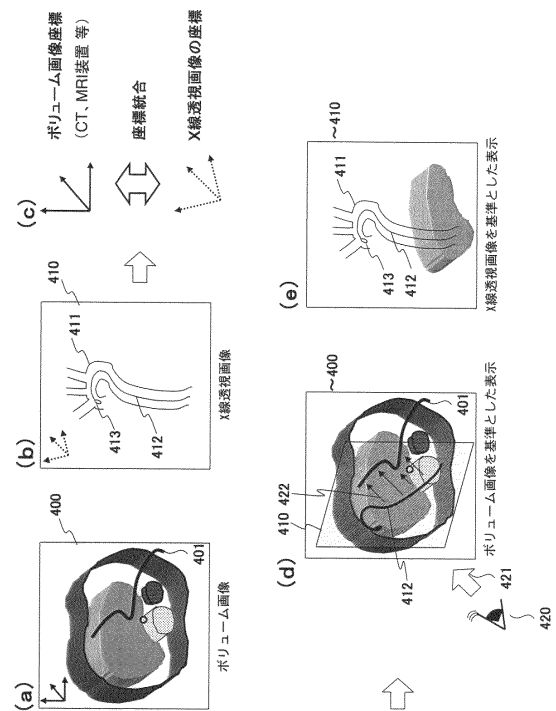 (a)
400
401
ボリューム画像
(b)
410
411
413
412
X線透視画像
(c)
ボリューム画像座標
(CT、MRI装置 等)
座標統合
X線透視画像の座標
(d)
410 422
~400
401
412
421
420
ボリューム画像を基準とした表示
(e)
~410
411
413
412
X線透視画像を基準とした表示